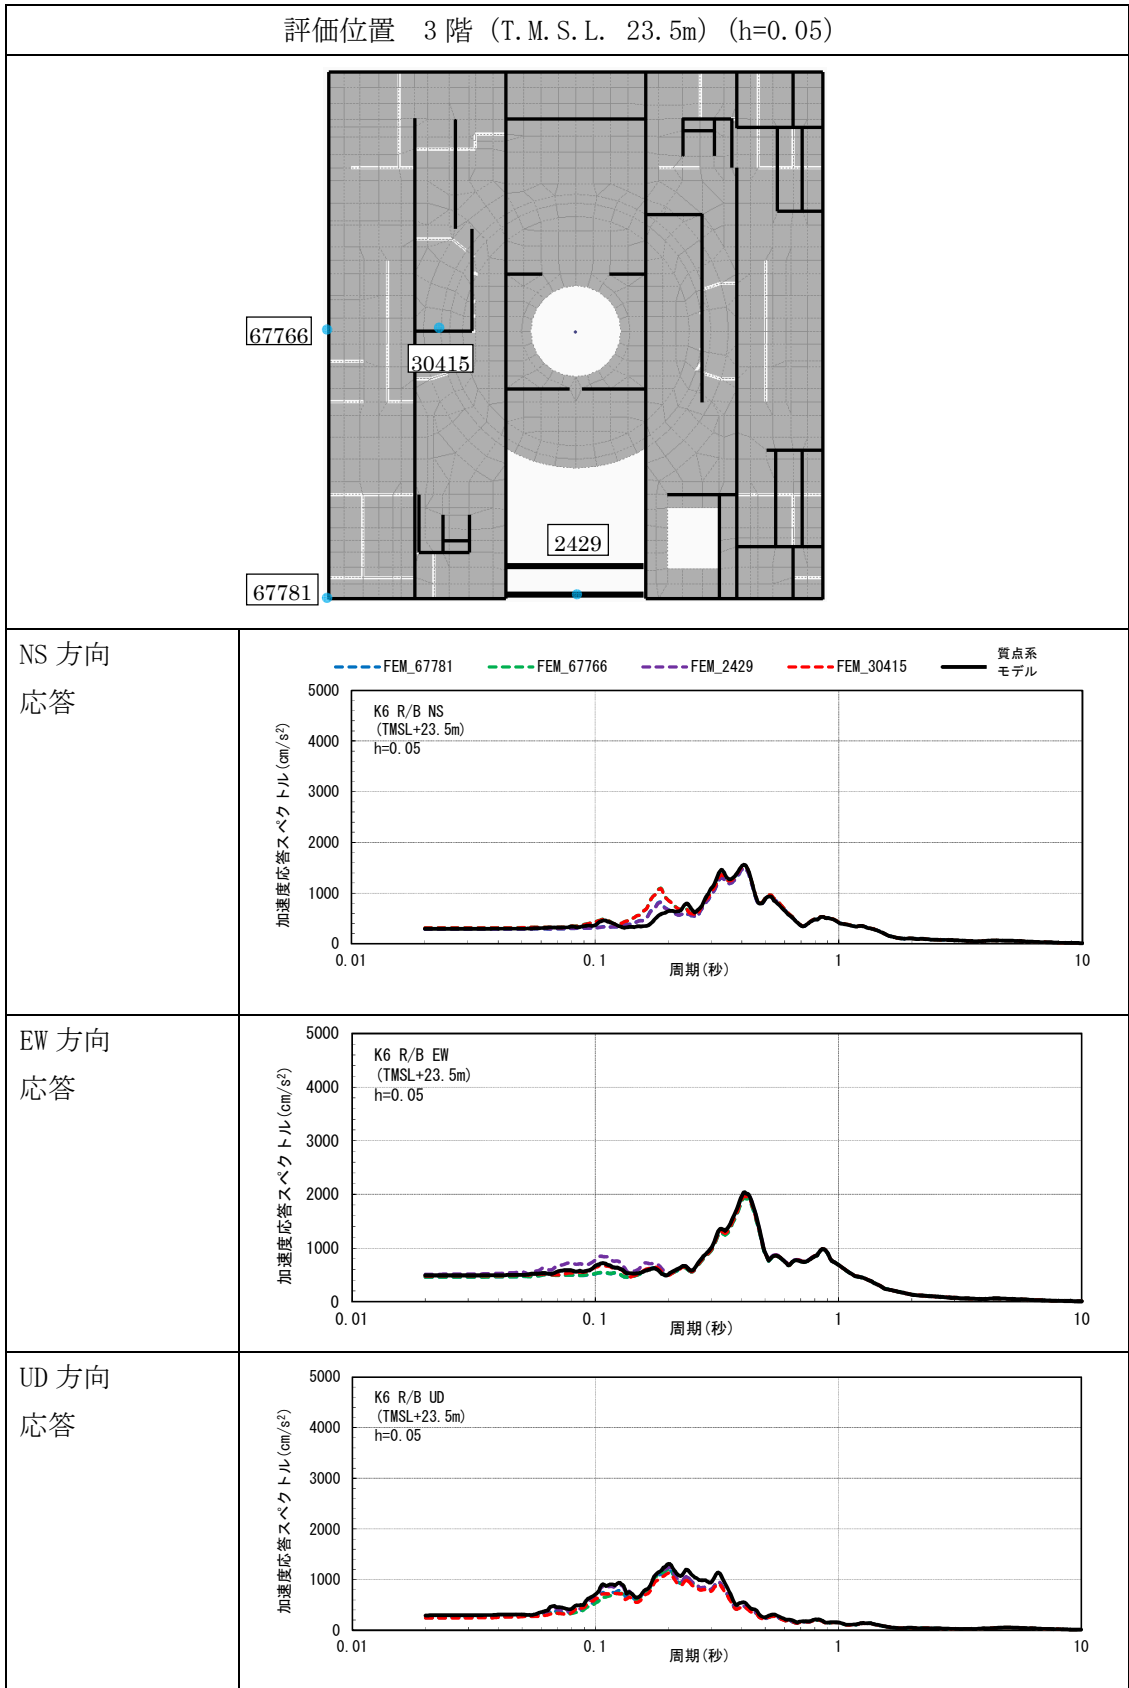 評価位置　3階 (T.M.S.L. 23.5m) (h=0.05)
67766
30415
2429
67781
NS方向
応答
FEM_67781 FEM_67766 FEM_2429 FEM_30415 質点系
モデル
加速度応答スペクトル(cm/s²)
5000
4000
3000
2000
1000
0
K6 R/B NS
(TMSL+23.5m)
h=0.05
0.01 0.1 1 10
周期(秒)
EW方向
応答
加速度応答スペクトル(cm/s²)
5000
4000
3000
2000
1000
0
K6 R/B EW
(TMSL+23.5m)
h=0.05
0.01 0.1 1 10
周期(秒)
UD方向
応答
加速度応答スペクトル(cm/s²)
5000
4000
3000
2000
1000
0
K6 R/B UD
(TMSL+23.5m)
h=0.05
0.01 0.1 1 10
周期(秒)